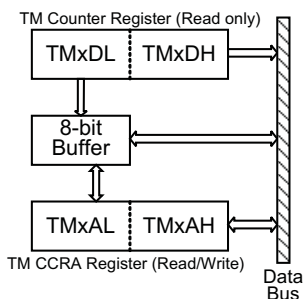 TM Counter Register (Read only)
TMxDL TMxDH
8-bit
Buffer
TMxAL TMxAH
TM CCRA Register (Read/Write)
Data
Bus